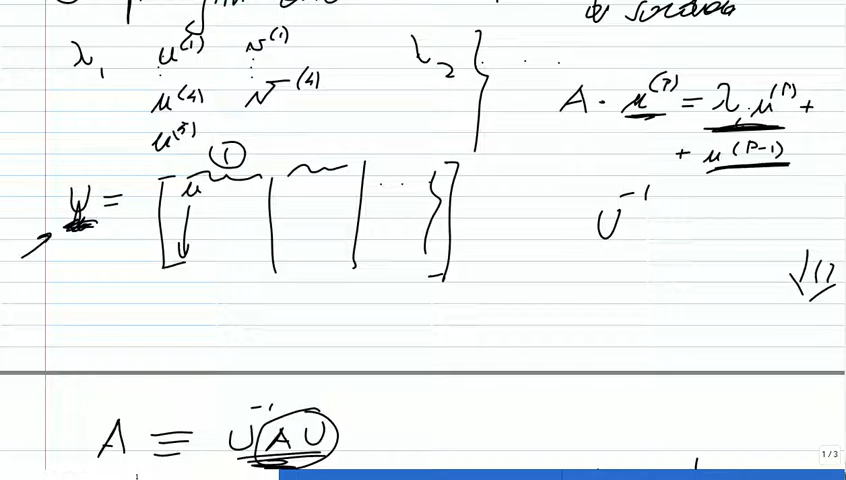 λ₁ u⁽¹⁾ v⁽¹⁾ λ₂ } . . .
u⁽⁴⁾ v⁽⁴⁾ A · u⁽ᵖ⁾ = λ · u⁽ᵖ⁾ +
u⁽⁵⁾ + u⁽ᵖ⁻¹⁾
①
U = [ u | | . . ]
U⁻¹
A ≡ U⁻¹ A U
1 / 3